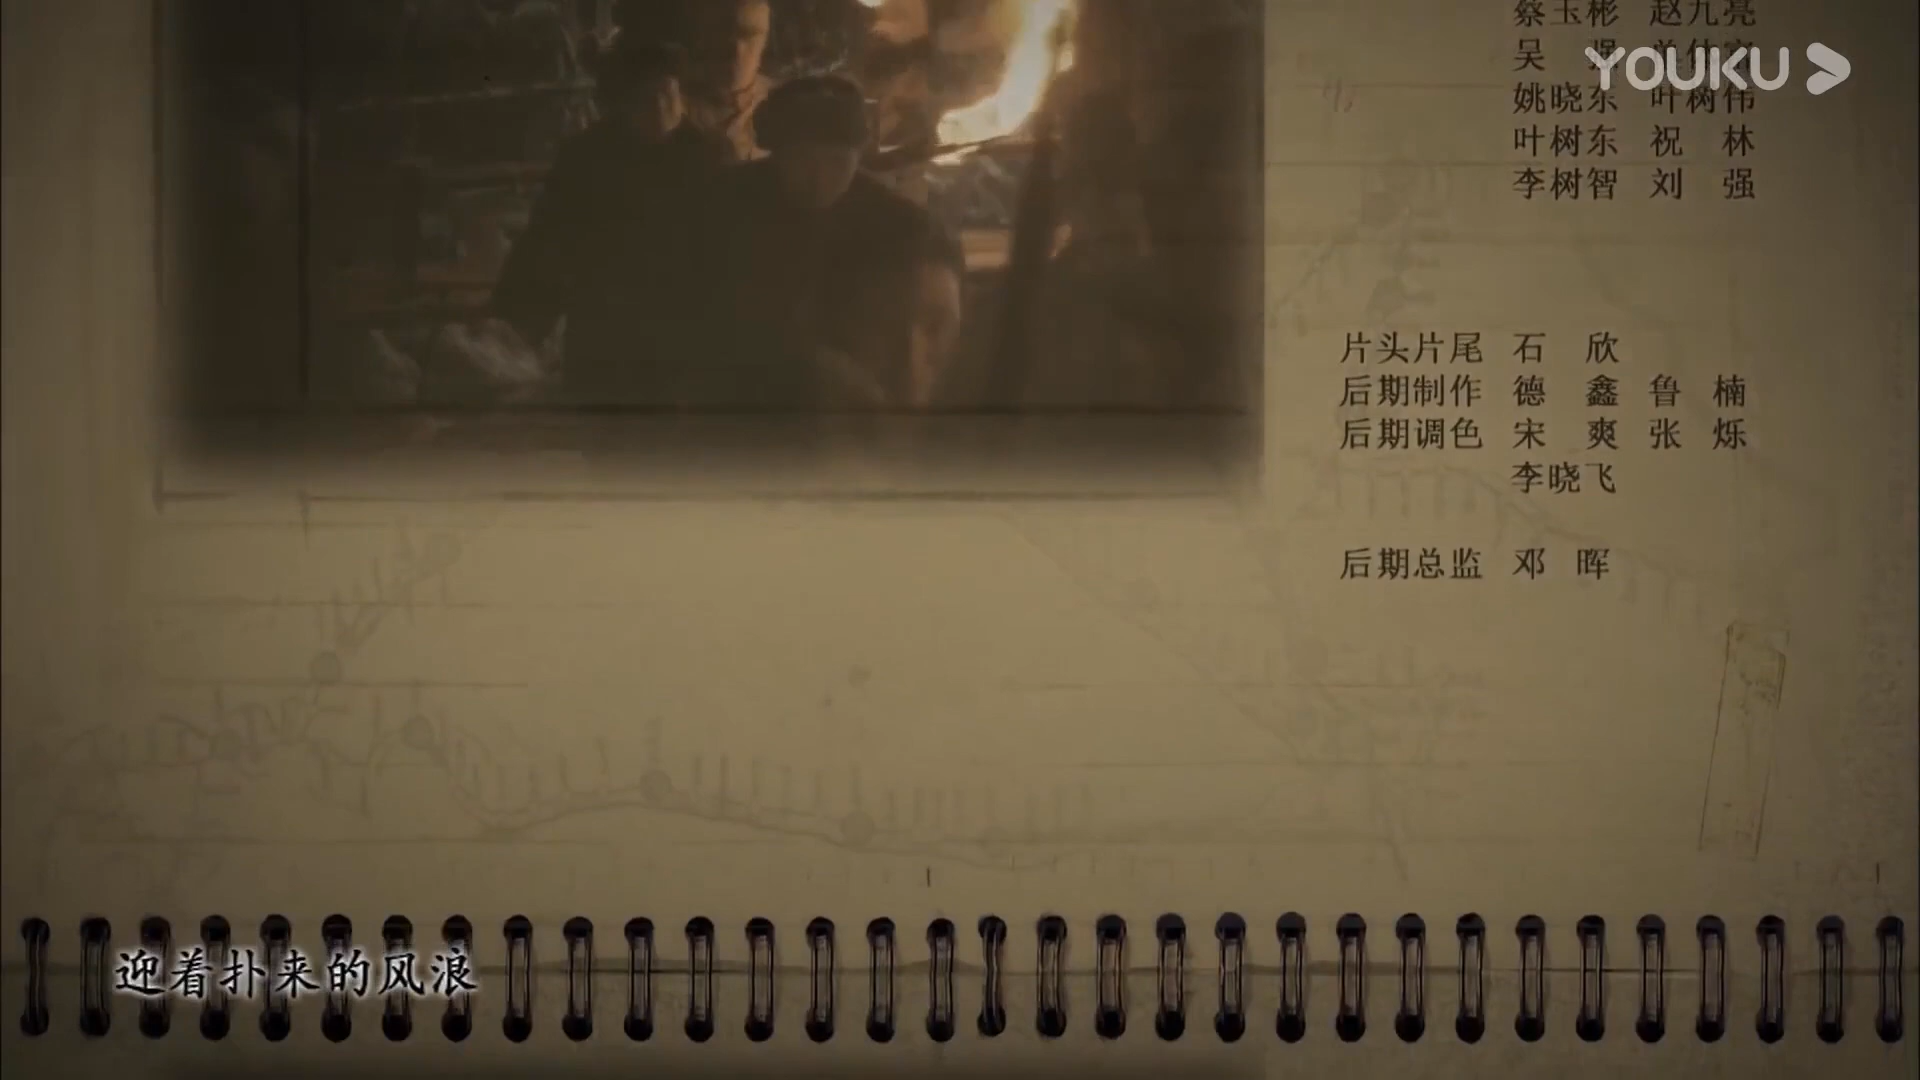 蔡玉彬 赵九亮
吴 强
YOUKU
姚晓东 叶树伟
叶树东 祝 林
李树智 刘 强
片头片尾 石 欣
后期制作 德 鑫 鲁 楠
后期调色 宋 爽 张 烁
李晓飞
后期总监 邓 晖
迎着扑来的风浪